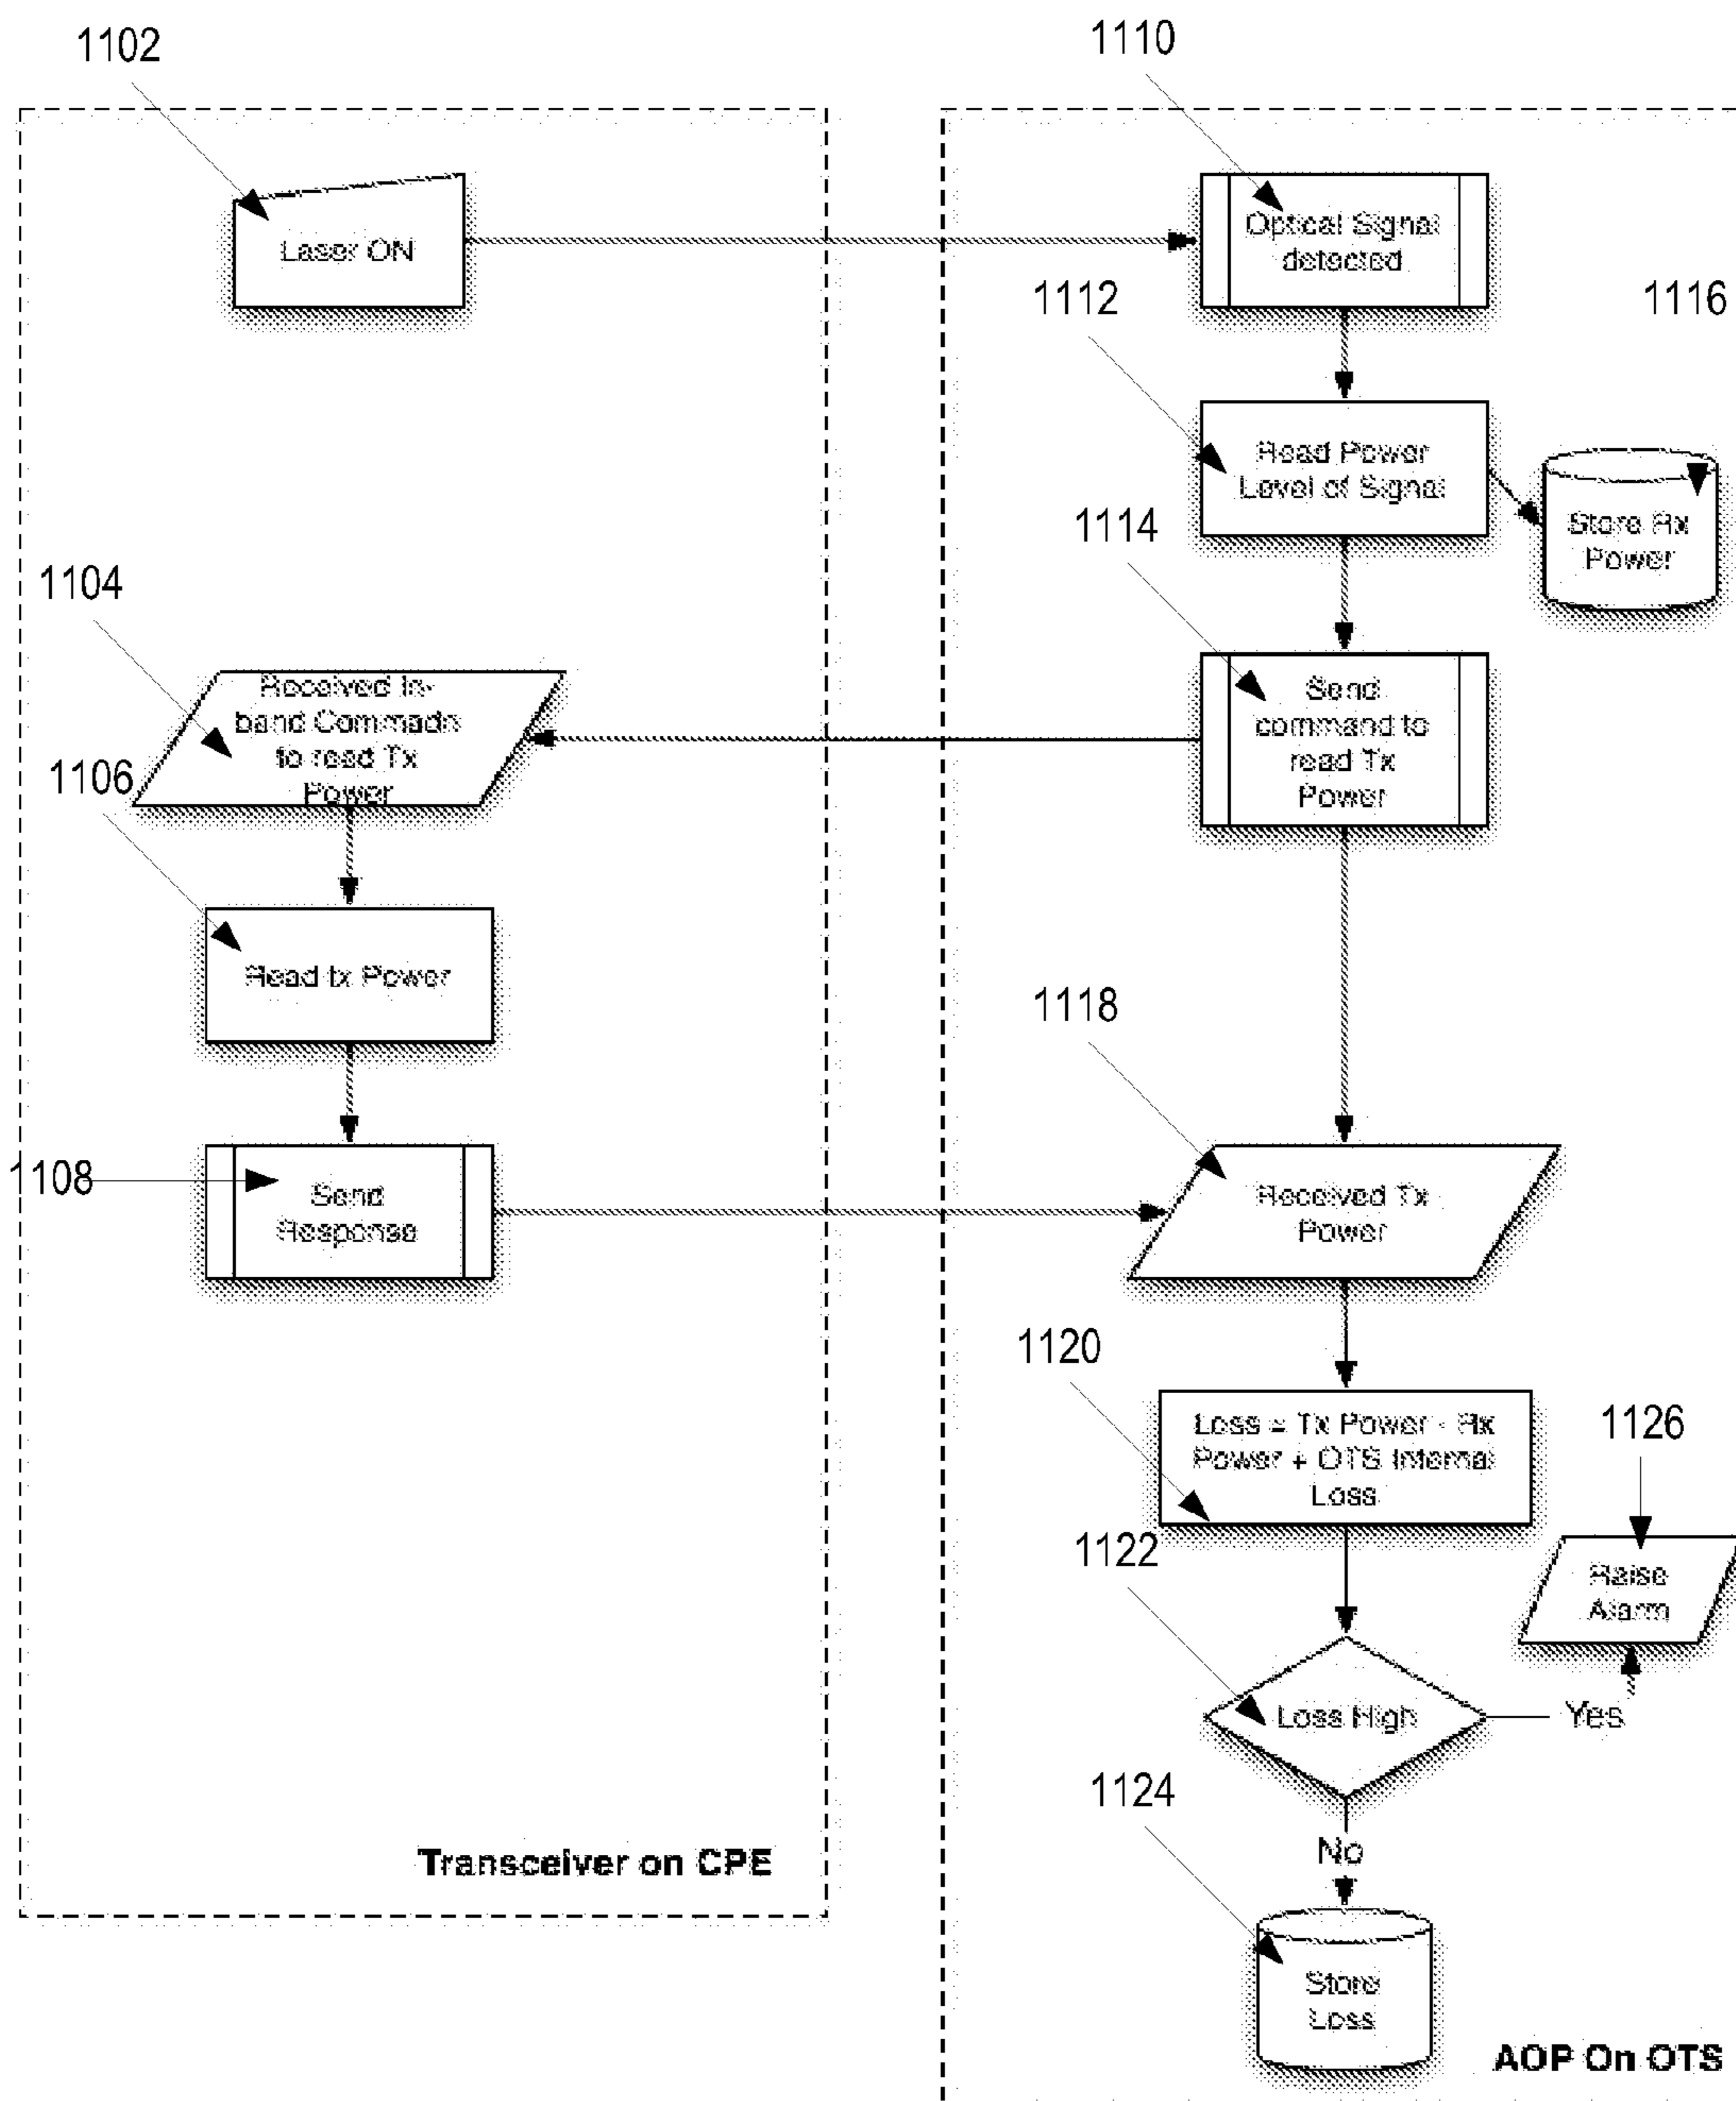 1102
1110
Laser ON
Optical Signal
detected
1112
1116
Read Power
Level of Signal
Store Rx
Power
1114
1104
Received In-
band Commadn
to read Tx
Power
Send
command to
read Tx
Power
1106
Read tx Power
1118
1108
Send
Response
Received Tx
Power
1120
Loss = Tx Power - Rx
Power + OTS Internal
Loss
1126
1122
Raise
Alarm
Loss High
Yes
1124
No
Transceiver on CPE
Store
Loss
AOP On OTS